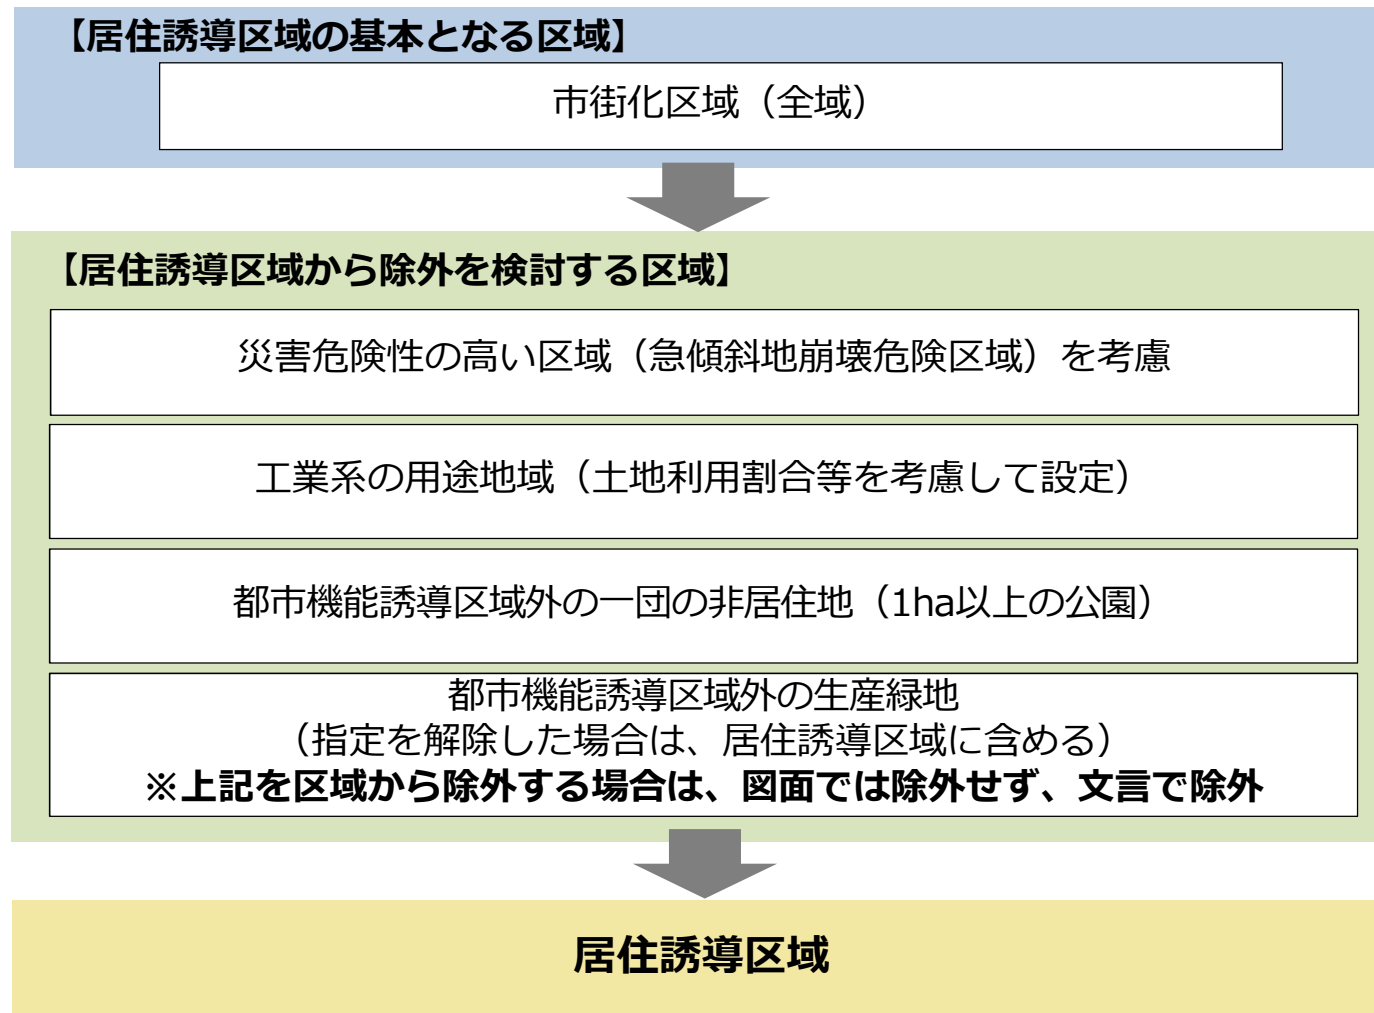 【居住誘導区域の基本となる区域】
市街化区域（全域）
【居住誘導区域から除外を検討する区域】
災害危険性の高い区域（急傾斜地崩壊危険区域）を考慮
工業系の用途地域（土地利用割合等を考慮して設定）
都市機能誘導区域外の一団の非居住地（1ha以上の公園）
都市機能誘導区域外の生産緑地
（指定を解除した場合は、居住誘導区域に含める）
※上記を区域から除外する場合は、図面では除外せず、文言で除外
居住誘導区域